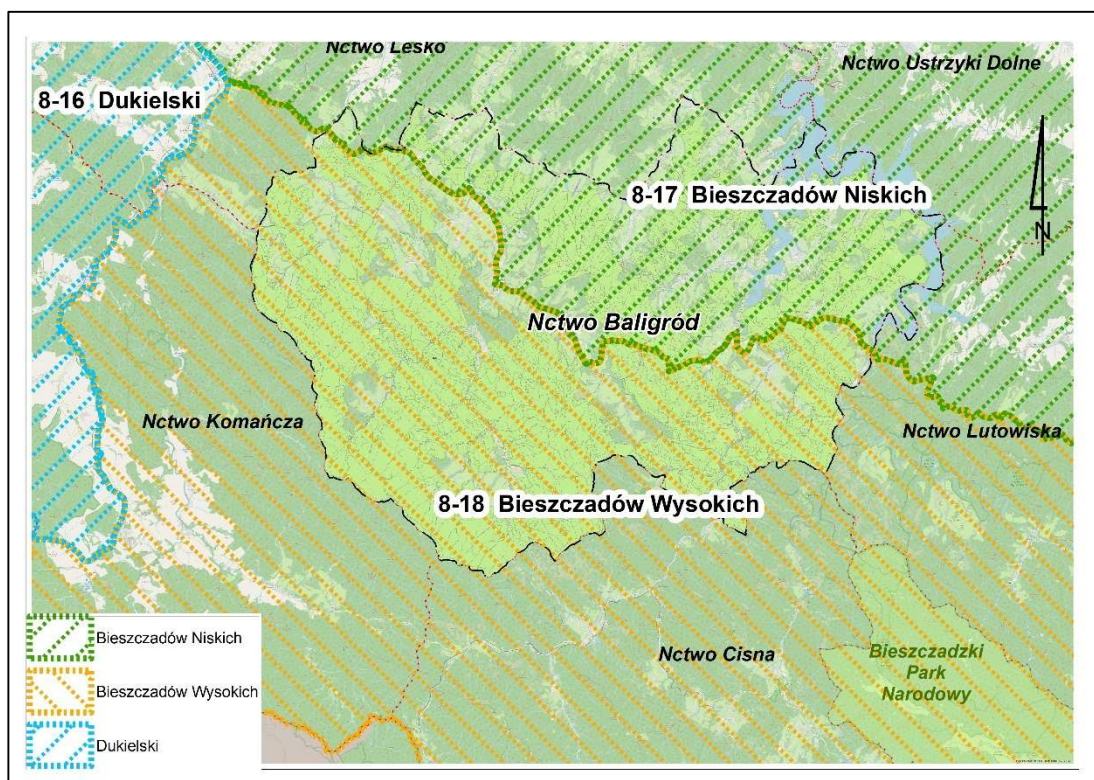 Nctwo Lesko
Nctwo Ustrzyki Dolne
8-16 Dukielski
8-17 Bieszczadów Niskich
N
Nctwo Baligród
Nctwo Komańcza
Nctwo Lutowiska
8-18 Bieszczadów Wysokich
Bieszczadów Niskich
Bieszczadów Wysokich
Dukielski
Nctwo Cisna
Bieszczadzki
Park
Narodowy